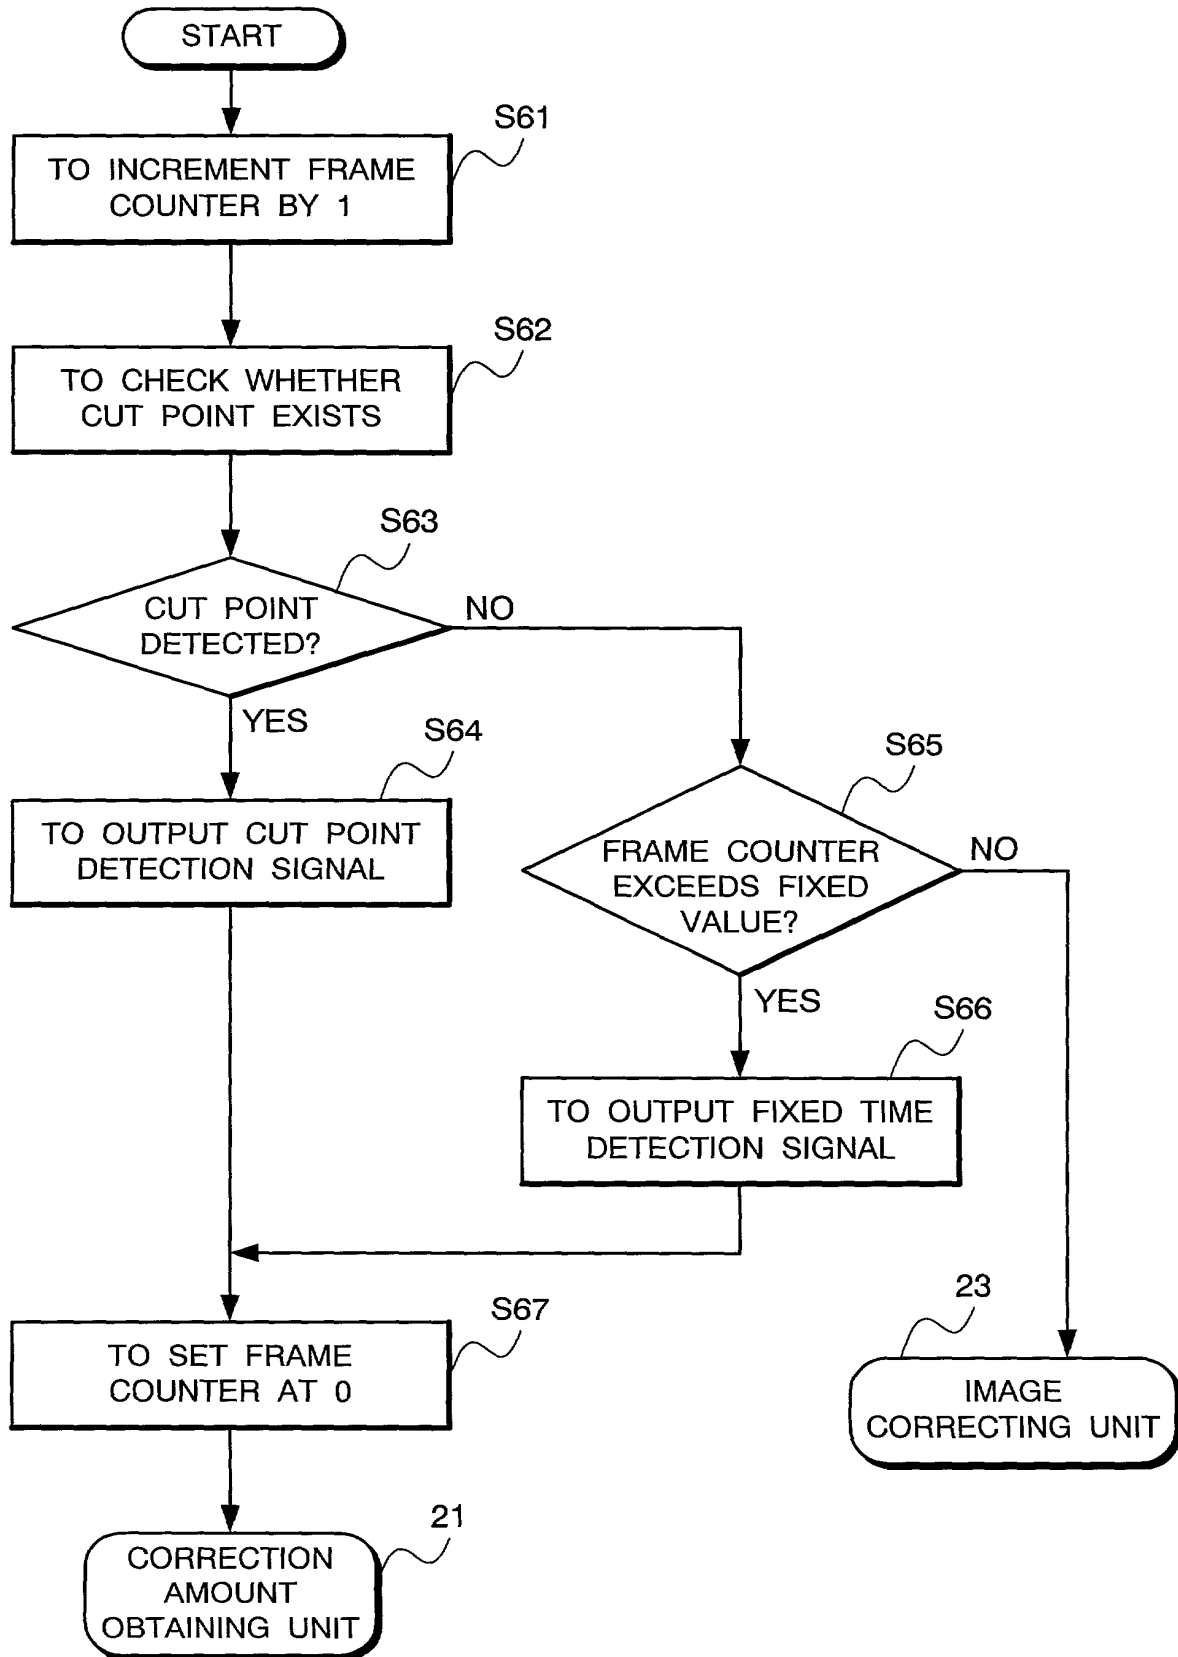 START
S61
TO INCREMENT FRAME
COUNTER BY 1
S62
TO CHECK WHETHER
CUT POINT EXISTS
S63
CUT POINT
DETECTED?
NO
YES
S64
TO OUTPUT CUT POINT
DETECTION SIGNAL
S65
FRAME COUNTER
EXCEEDS FIXED
VALUE?
NO
YES
S66
TO OUTPUT FIXED TIME
DETECTION SIGNAL
S67
TO SET FRAME
COUNTER AT 0
23
IMAGE
CORRECTING UNIT
21
CORRECTION
AMOUNT
OBTAINING UNIT